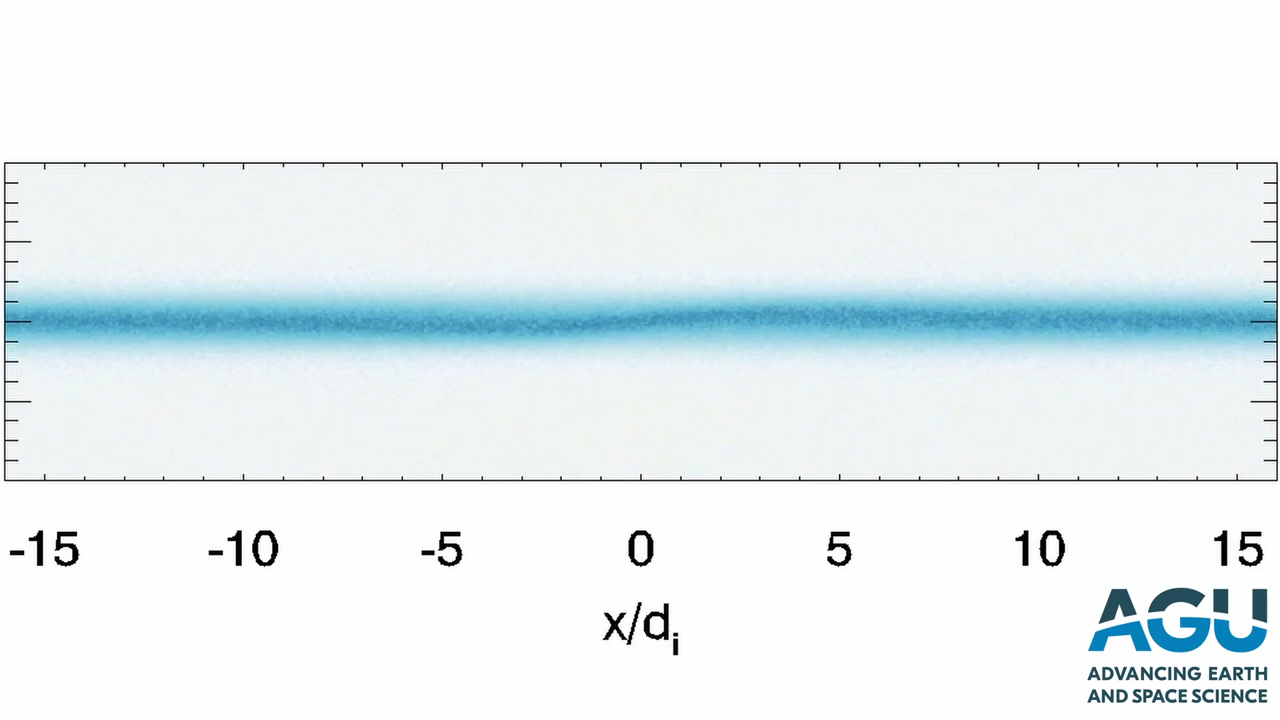 -15 -10 -5 0 5 10 15
x/di
AGU
ADVANCING EARTH
AND SPACE SCIENCE